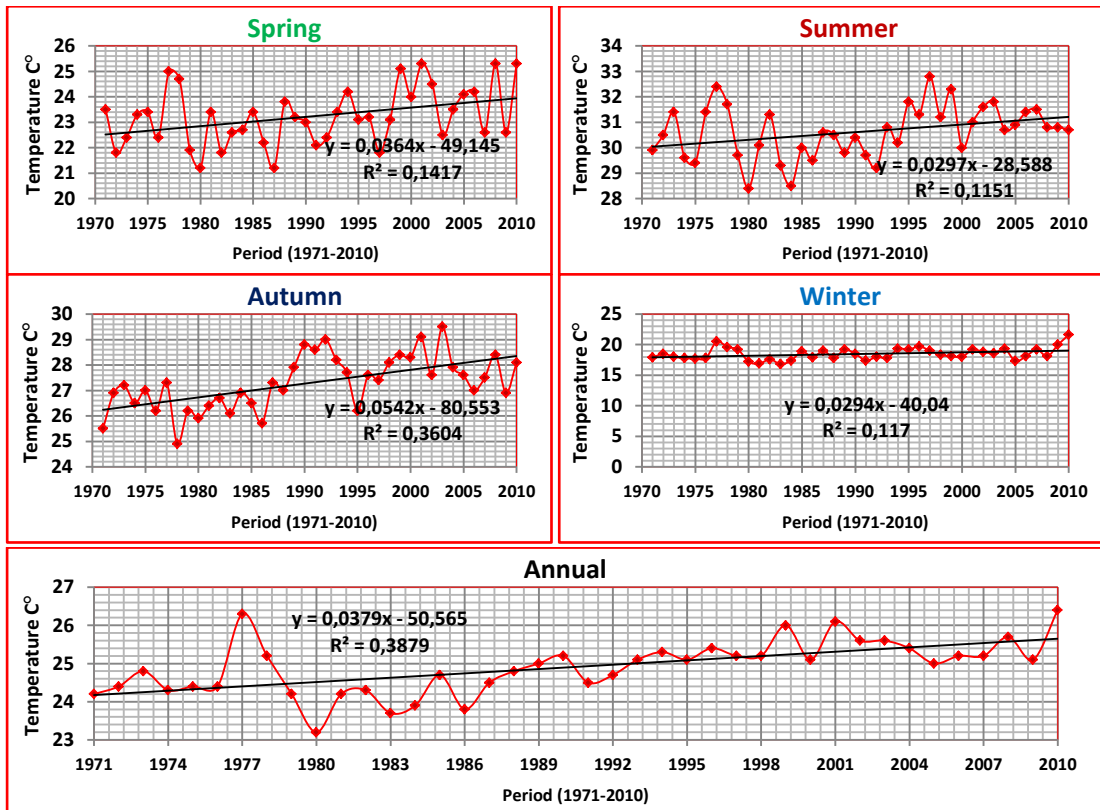 Spring
Temperature C°
26
25
24
23
22
21
20
y = 0,0364x - 49,145
R² = 0,1417
1970 1975 1980 1985 1990 1995 2000 2005 2010
Period (1971-2010)
Summer
Temperature C°
34
33
32
31
30
29
28
y = 0,0297x - 28,588
R² = 0,1151
1970 1975 1980 1985 1990 1995 2000 2005 2010
Period (1971-2010)
Autumn
Temperature C°
30
29
28
27
26
25
24
y = 0,0542x - 80,553
R² = 0,3604
1970 1975 1980 1985 1990 1995 2000 2005 2010
Period (1971-2010)
Winter
Temperature C°
25
20
15
10
5
0
y = 0,0294x - 40,04
R² = 0,117
1970 1975 1980 1985 1990 1995 2000 2005 2010
Period (1971-2010)
Annual
Temperature C°
27
26
25
24
23
y = 0,0379x - 50,565
R² = 0,3879
1971 1974 1977 1980 1983 1986 1989 1992 1995 1998 2001 2004 2007 2010
Period (1971-2010)